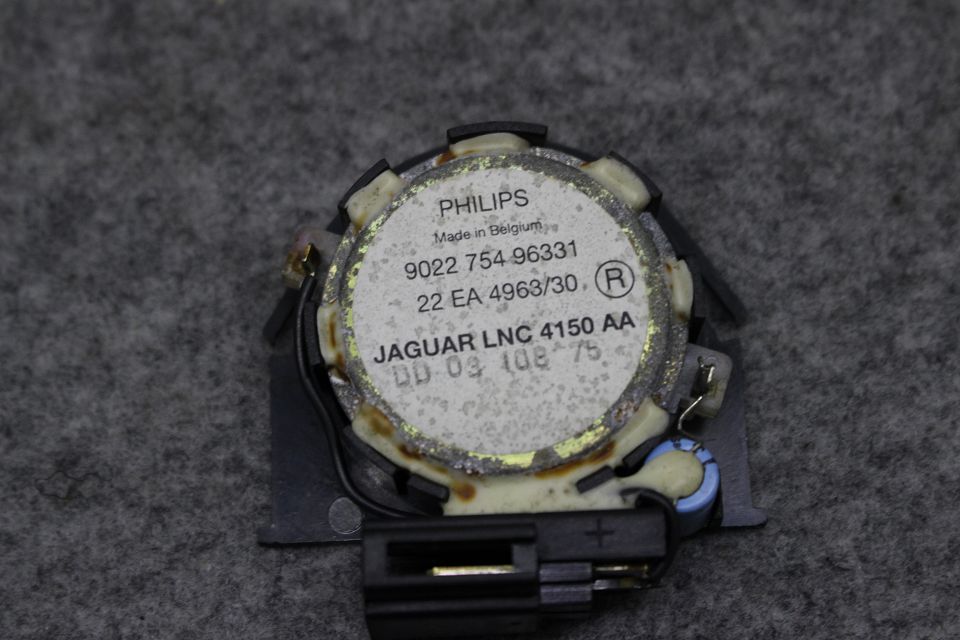 PHILIPS
Made in Belgium
9022 754 96331
22 EA 4963/30 R
JAGUAR LNC 4150 AA
DD 03 108 75
+